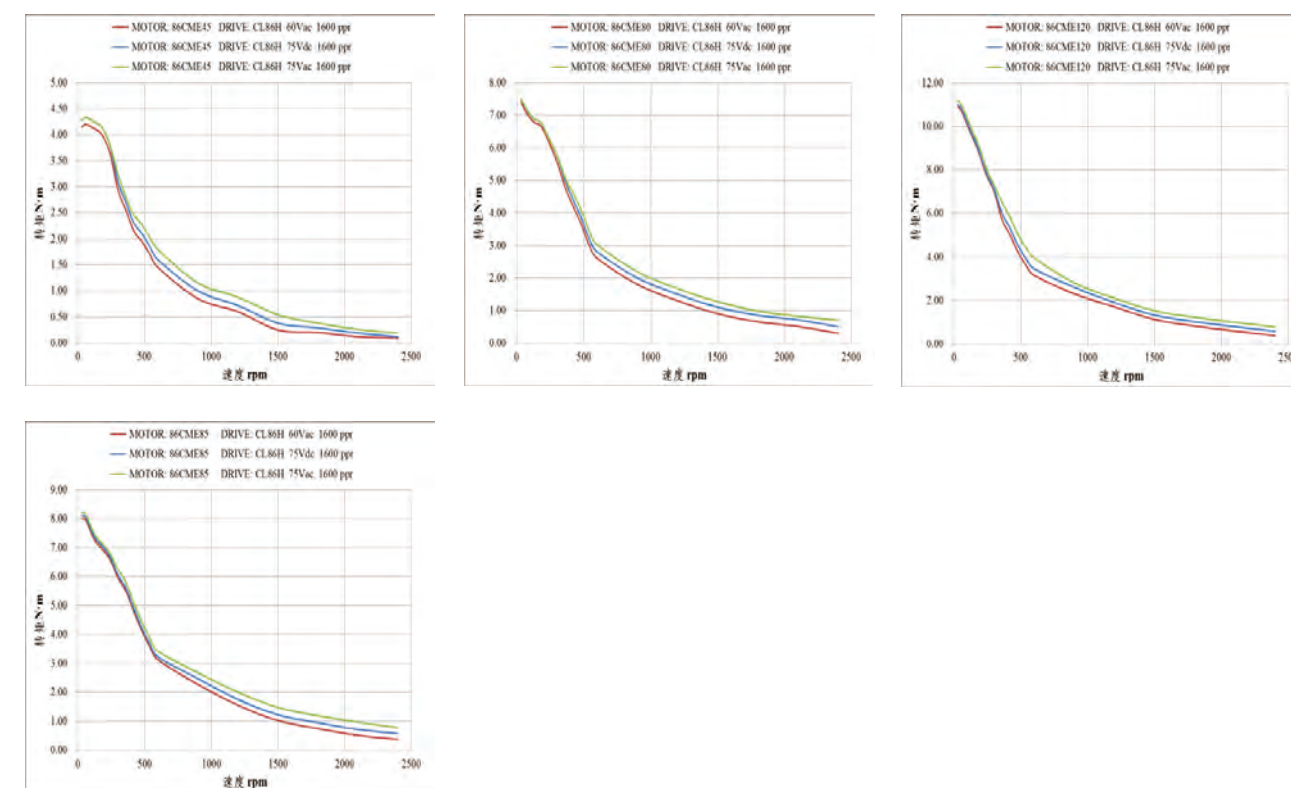 MOTOR: 86CME45 DRIVE: CL86H 60Vac 1600 ppr
MOTOR: 86CME45 DRIVE: CL86H 75Vdc 1600 ppr
MOTOR: 86CME45 DRIVE: CL86H 75Vac 1600 ppr
5.00
4.50
4.00
3.50
3.00
2.50
2.00
1.50
1.00
0.50
0.00
转矩 N·m
0 500 1000 1500 2000 2500
速度 rpm
MOTOR: 86CME80 DRIVE: CL86H 60Vac 1600 ppr
MOTOR: 86CME80 DRIVE: CL86H 75Vdc 1600 ppr
MOTOR: 86CME80 DRIVE: CL86H 75Vac 1600 ppr
8.00
7.00
6.00
5.00
4.00
3.00
2.00
1.00
0.00
转矩 N·m
0 500 1000 1500 2000 2500
速度 rpm
MOTOR: 86CME120 DRIVE: CL86H 60Vac 1600 ppr
MOTOR: 86CME120 DRIVE: CL86H 75Vdc 1600 ppr
MOTOR: 86CME120 DRIVE: CL86H 75Vac 1600 ppr
12.00
10.00
8.00
6.00
4.00
2.00
0.00
转矩 N·m
0 500 1000 1500 2000 250
速度 rpm
MOTOR: 86CME85 DRIVE: CL86H 60Vac 1600 ppr
MOTOR: 86CME85 DRIVE: CL86H 75Vdc 1600 ppr
MOTOR: 86CME85 DRIVE: CL86H 75Vac 1600 ppr
9.00
8.00
7.00
6.00
5.00
4.00
3.00
2.00
1.00
0.00
转矩 N·m
0 500 1000 1500 2000 2500
速度 rpm